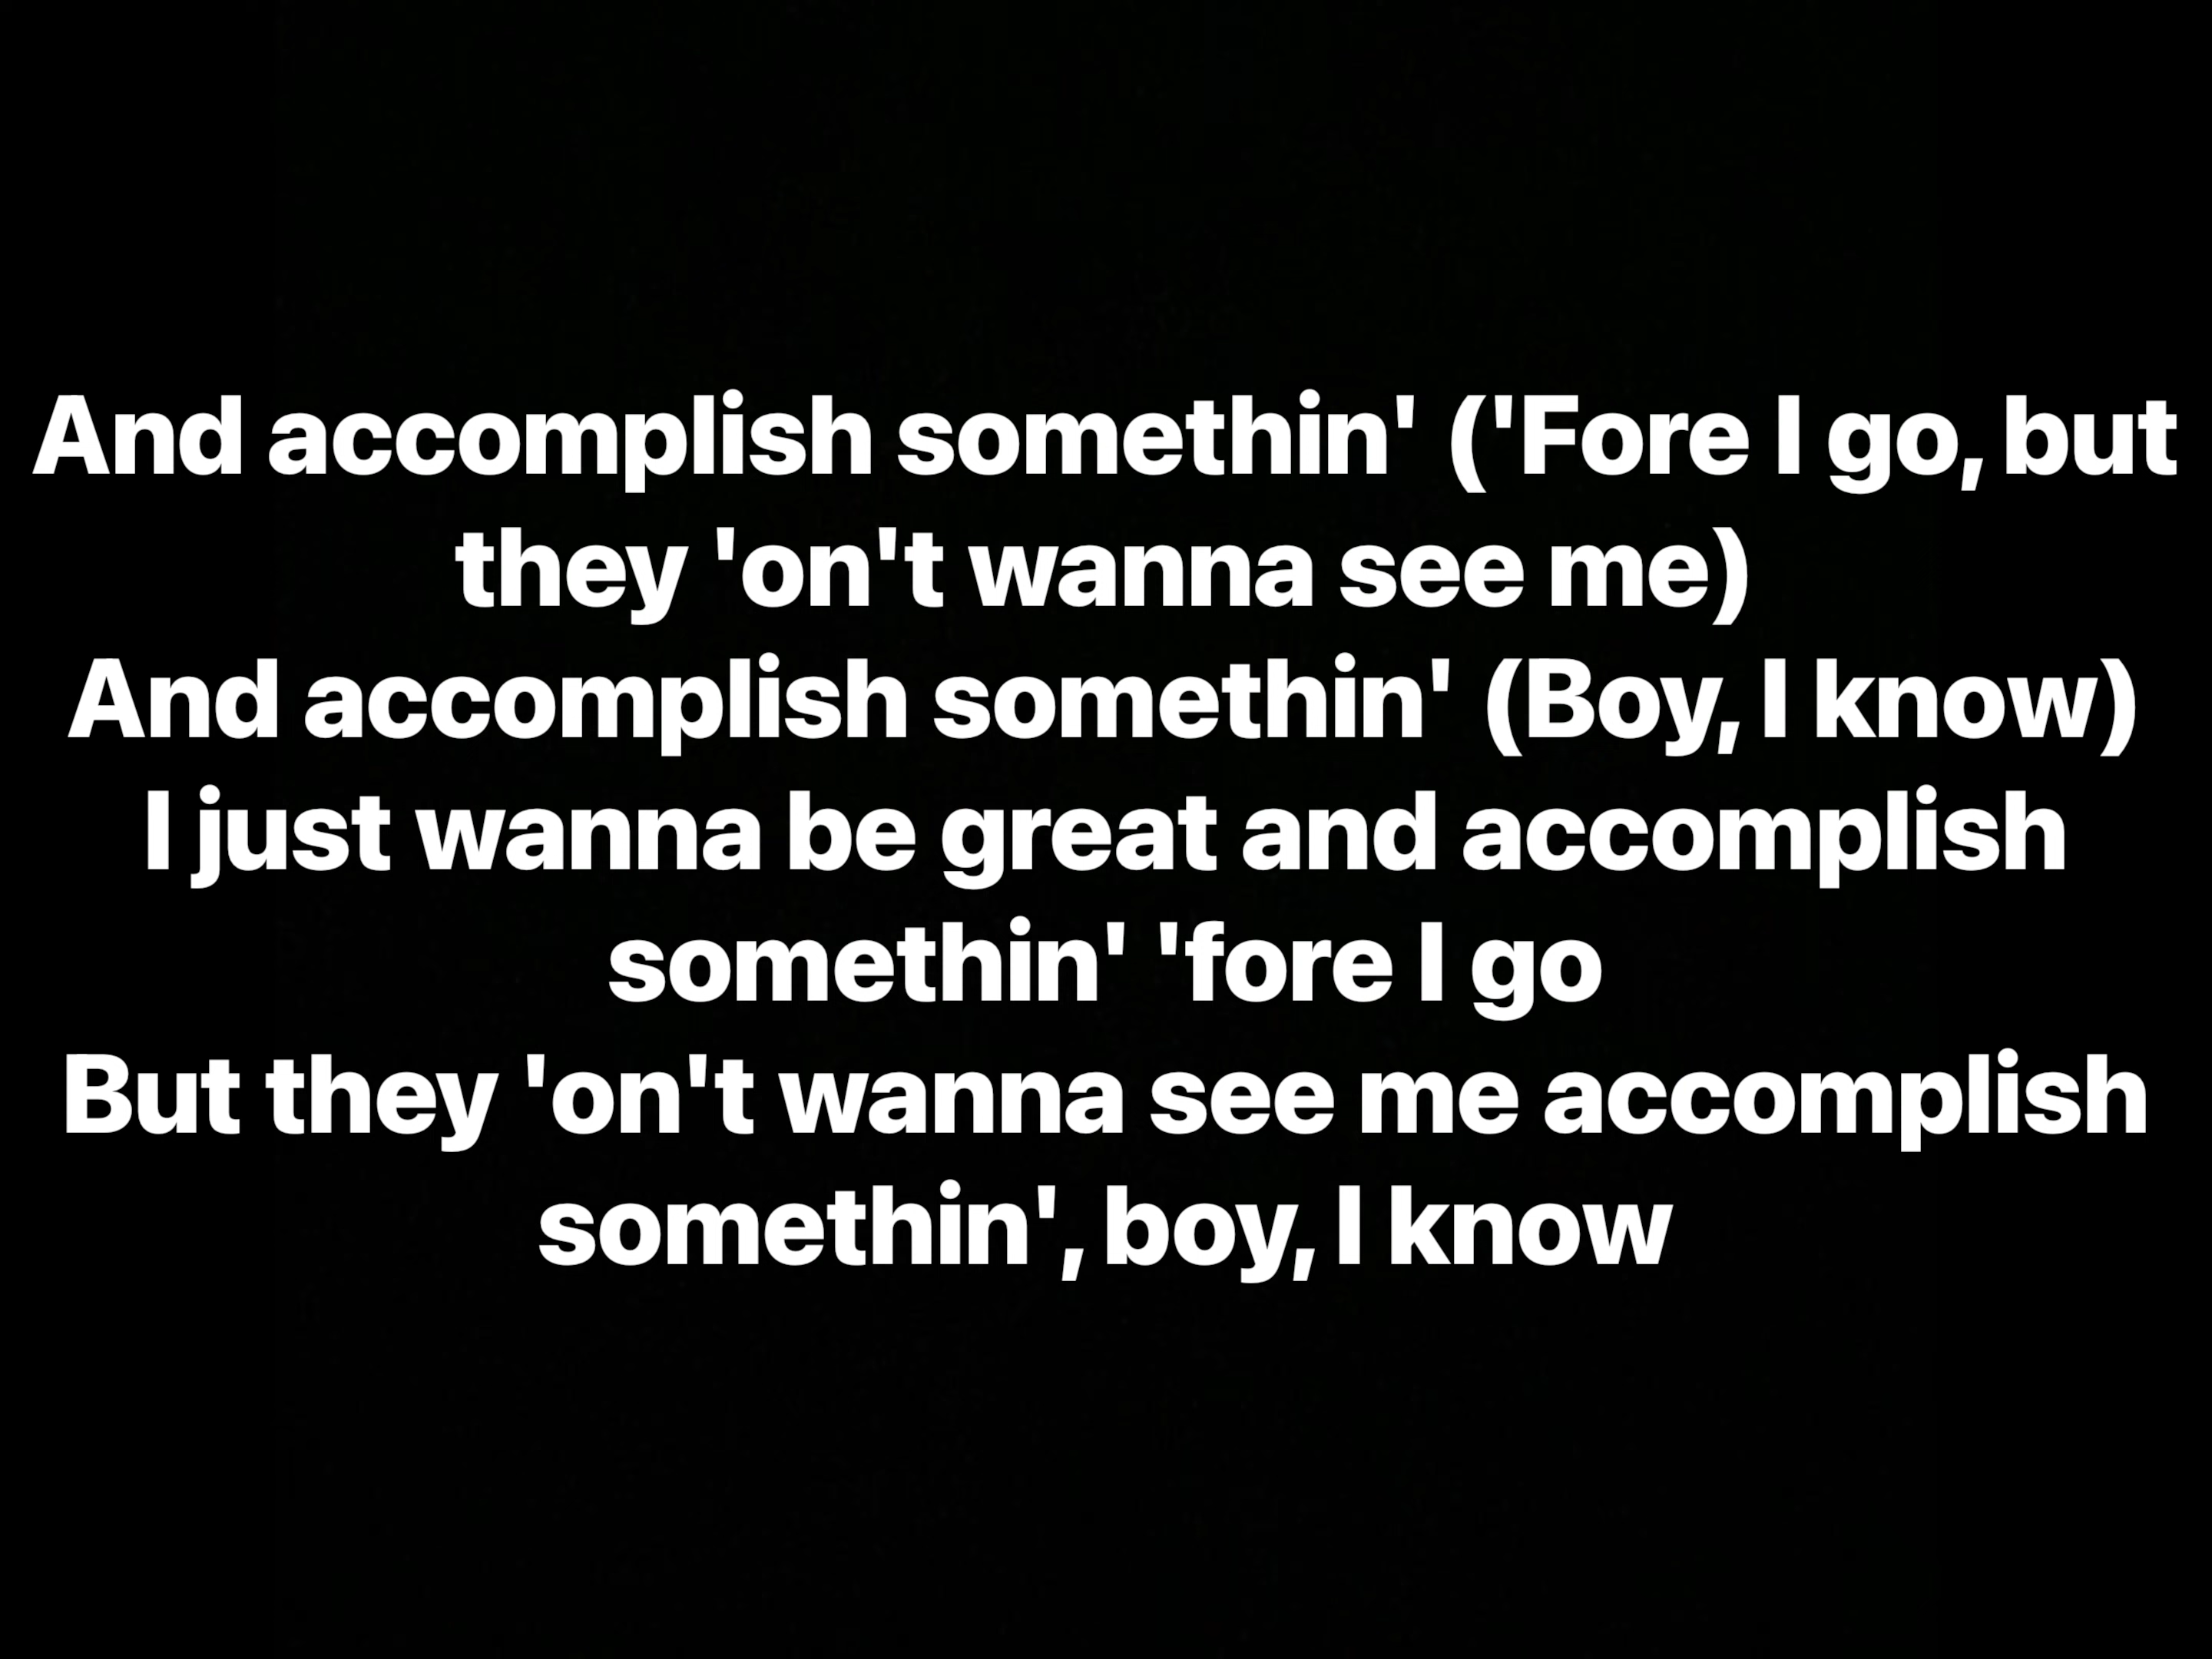 And accomplish somethin' ('Fore I go, but
they 'on't wanna see me)
And accomplish somethin' (Boy, I know)
I just wanna be great and accomplish
somethin' 'fore I go
But they 'on't wanna see me accomplish
somethin', boy, I know